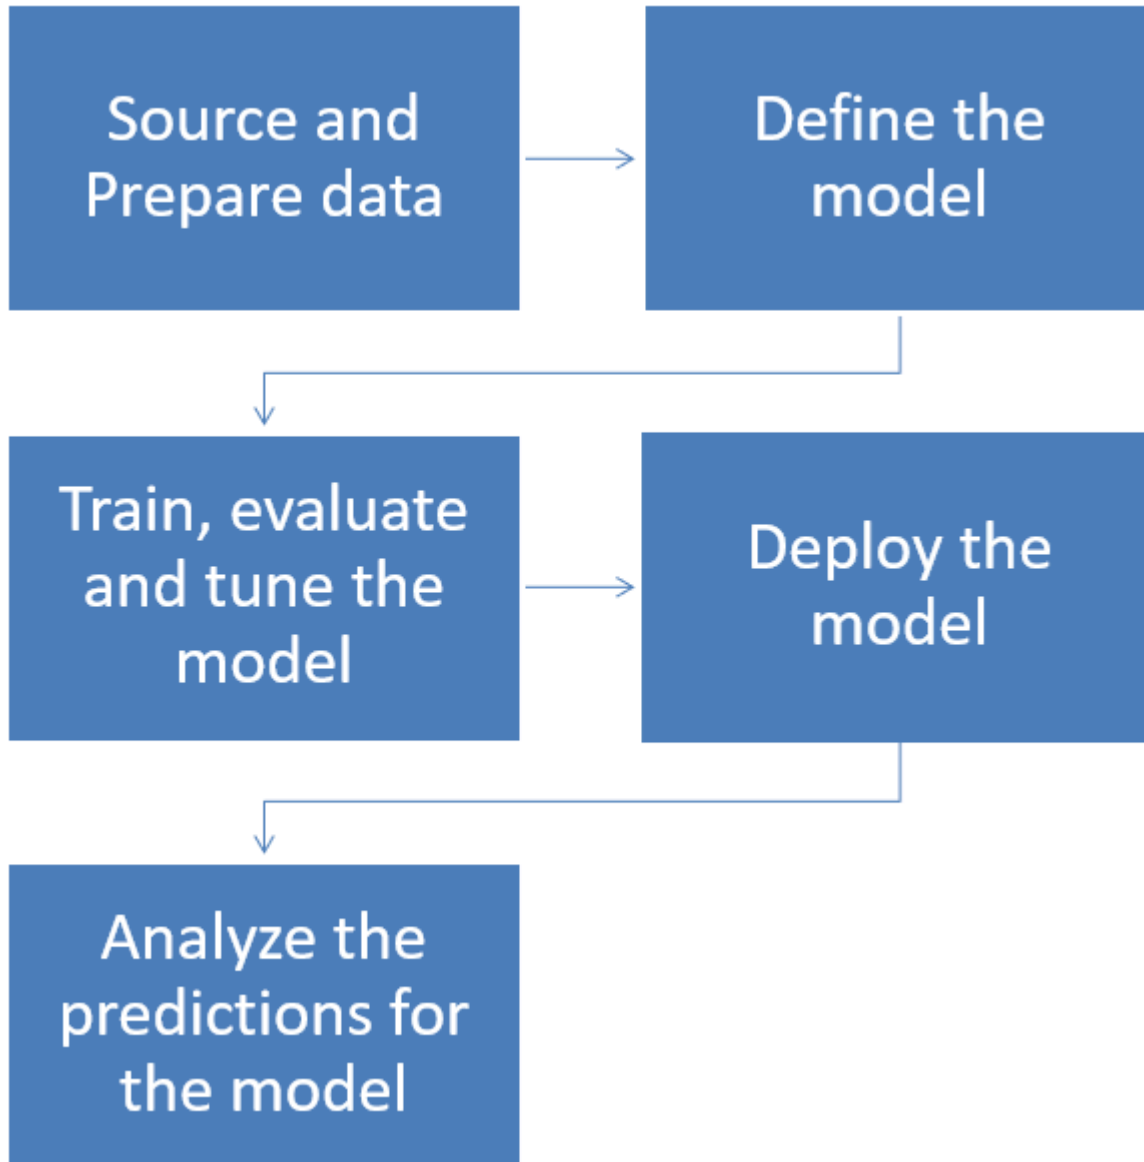 Source and
Prepare data
Define the
model
Train, evaluate
and tune the
model
Deploy the
model
Analyze the
predictions for
the model